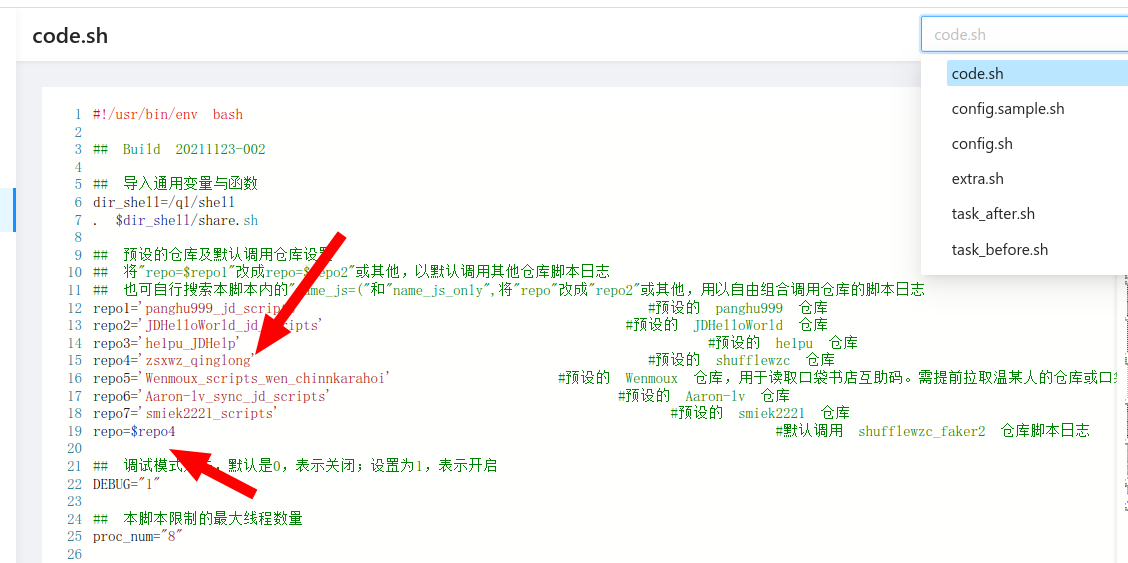 code.sh
code.sh
code.sh
config.sample.sh
config.sh
extra.sh
task_after.sh
task_before.sh
1 #!/usr/bin/env bash
2
3 ## Build 20211123-002
4
5 ## 导入通用变量与函数
6 dir_shell=/ql/shell
7 . $dir_shell/share.sh
8
9 ## 预设的仓库及默认调用仓库设
10 ## 将"repo=$repo1"改成repo=$repo2"或其他，以默认调用其他仓库脚本日志
11 ## 也可自行搜索本脚本内的"name_js=("和"name_js_only",将"repo"改成"repo2"或其他，用以自由组合调用仓库的脚本日志
12 repo1='panghu999_jd_scripts #预设的 panghu999 仓库
13 repo2='JDHelloWorld_jd_scripts' #预设的 JDHelloWorld 仓库
14 repo3='helpu_JDHelp' #预设的 helpu 仓库
15 repo4='zsxwz_qinglong' #预设的 shufflewzc 仓库
16 repo5='Wenmoux_scripts_wen_chinnkarahoi' #预设的 Wenmoux 仓库，用于读取口袋书店互助码。需提前拉取温某人的仓库或口
17 repo6='Aaron-lv_sync_jd_scripts' #预设的 Aaron-lv 仓库
18 repo7='smiek2221_scripts' #预设的 smiek2221 仓库
19 repo=$repo4 #默认调用 shufflewzc_faker2 仓库脚本日志
20
21 ## 调试模式 ，默认是0，表示关闭；设置为1，表示开启
22 DEBUG="1"
23
24 ## 本脚本限制的最大线程数量
25 proc_num="8"
26